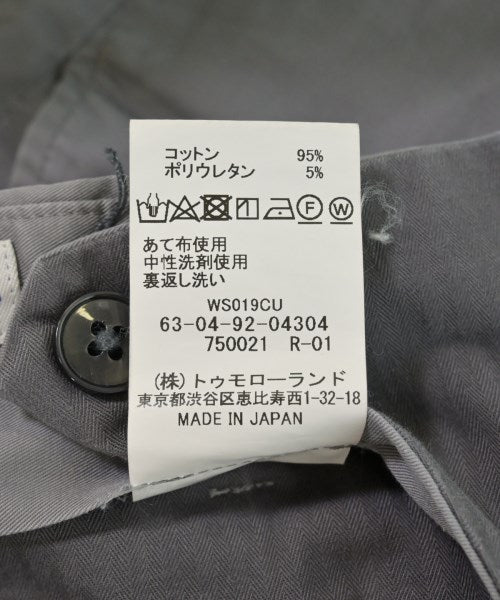 コットン 95%
ポリウレタン 5%
F W
あて布使用
中性洗剤使用
裏返し洗い
WS019CU
63-04-92-04304
750021 R-01
(株)トゥモローランド
東京都渋谷区恵比寿西1-32-18
MADE IN JAPAN